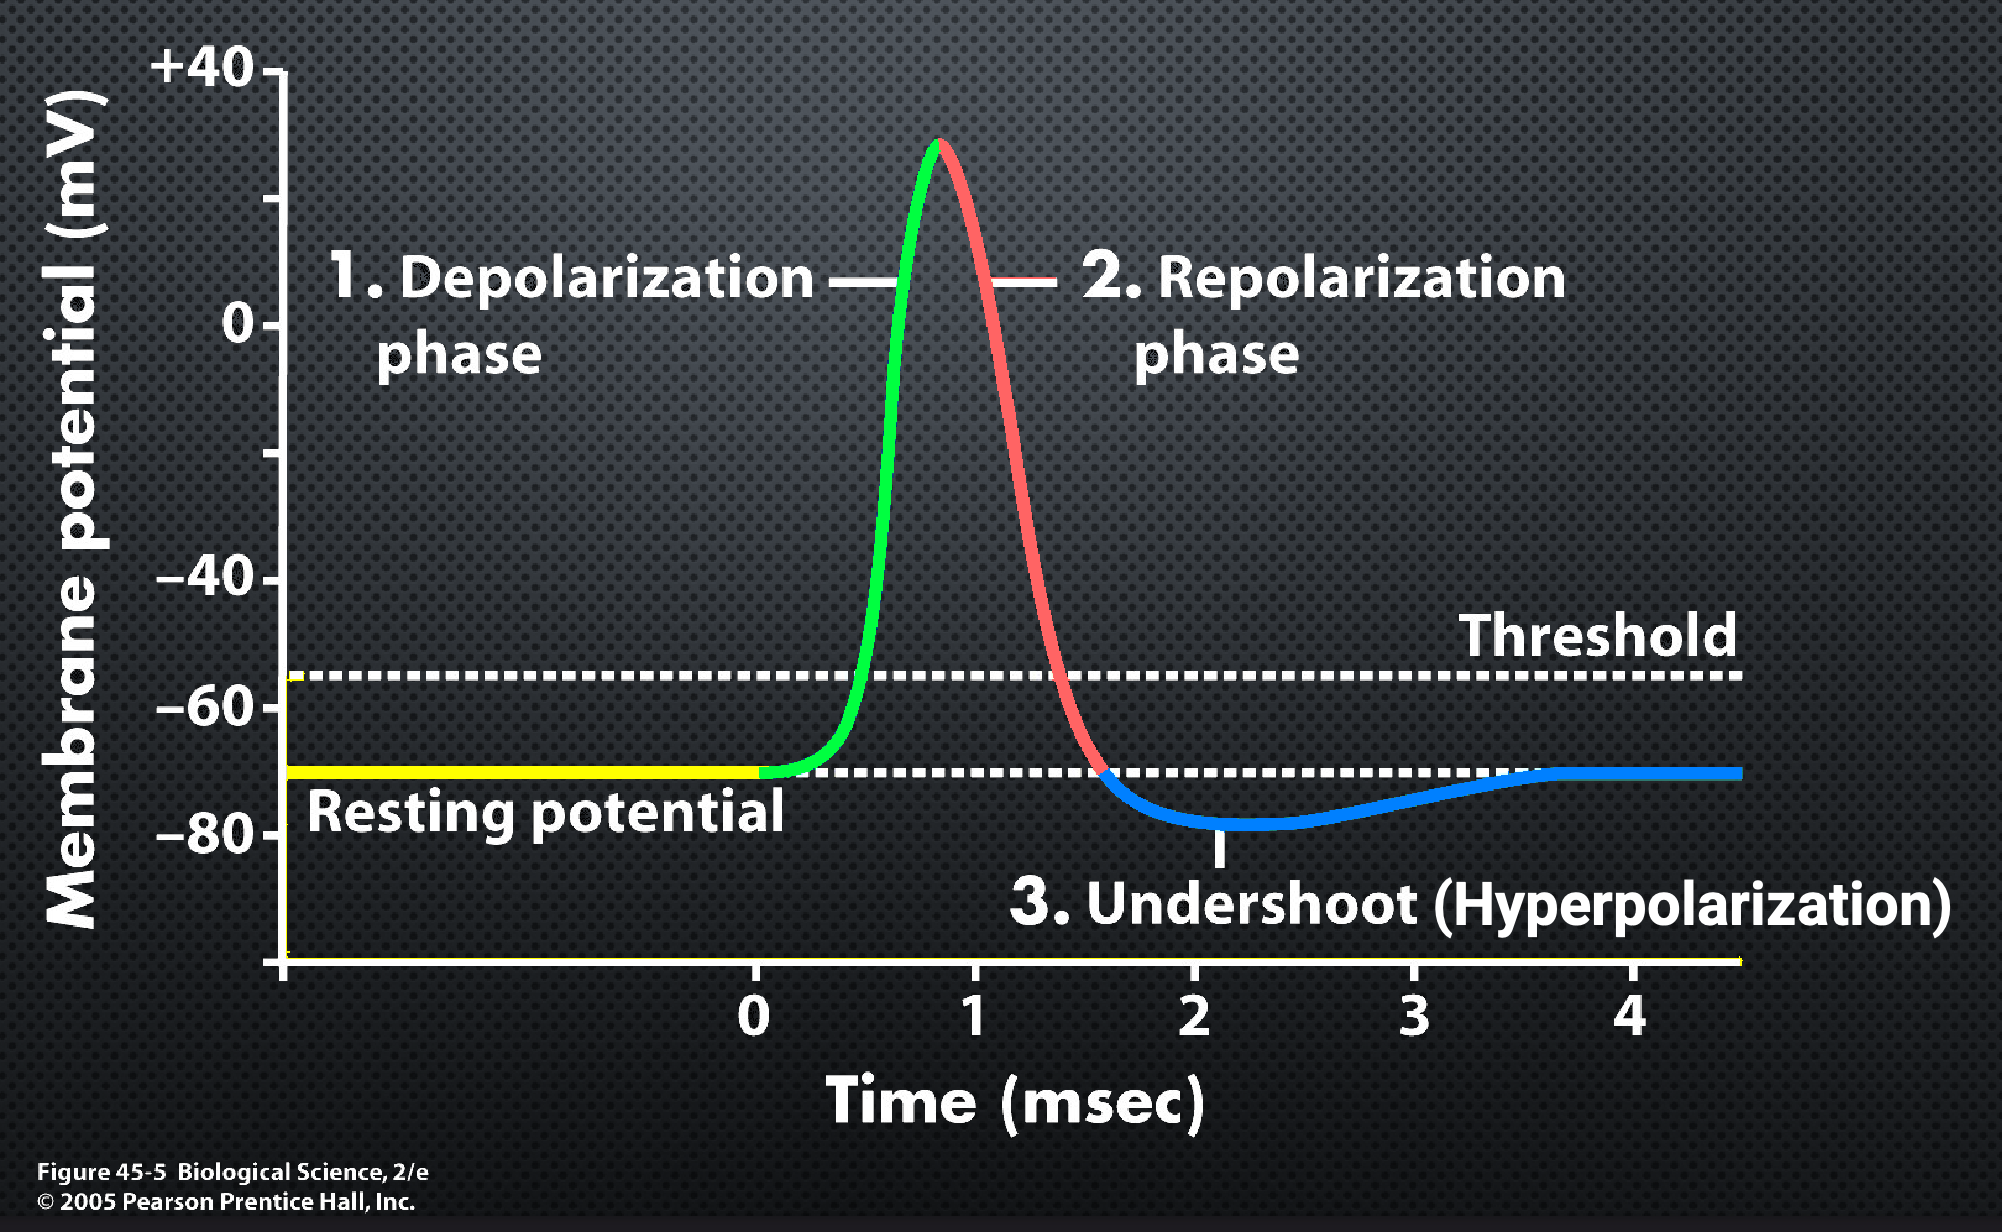 +40
0
–40
–60
–80
Membrane potential (mV)
1. Depolarization
phase
2. Repolarization
phase
Threshold
Resting potential
3. Undershoot (Hyperpolarization)
0 1 2 3 4
Time (msec)
Figure 45-5 Biological Science, 2/e
© 2005 Pearson Prentice Hall, Inc.